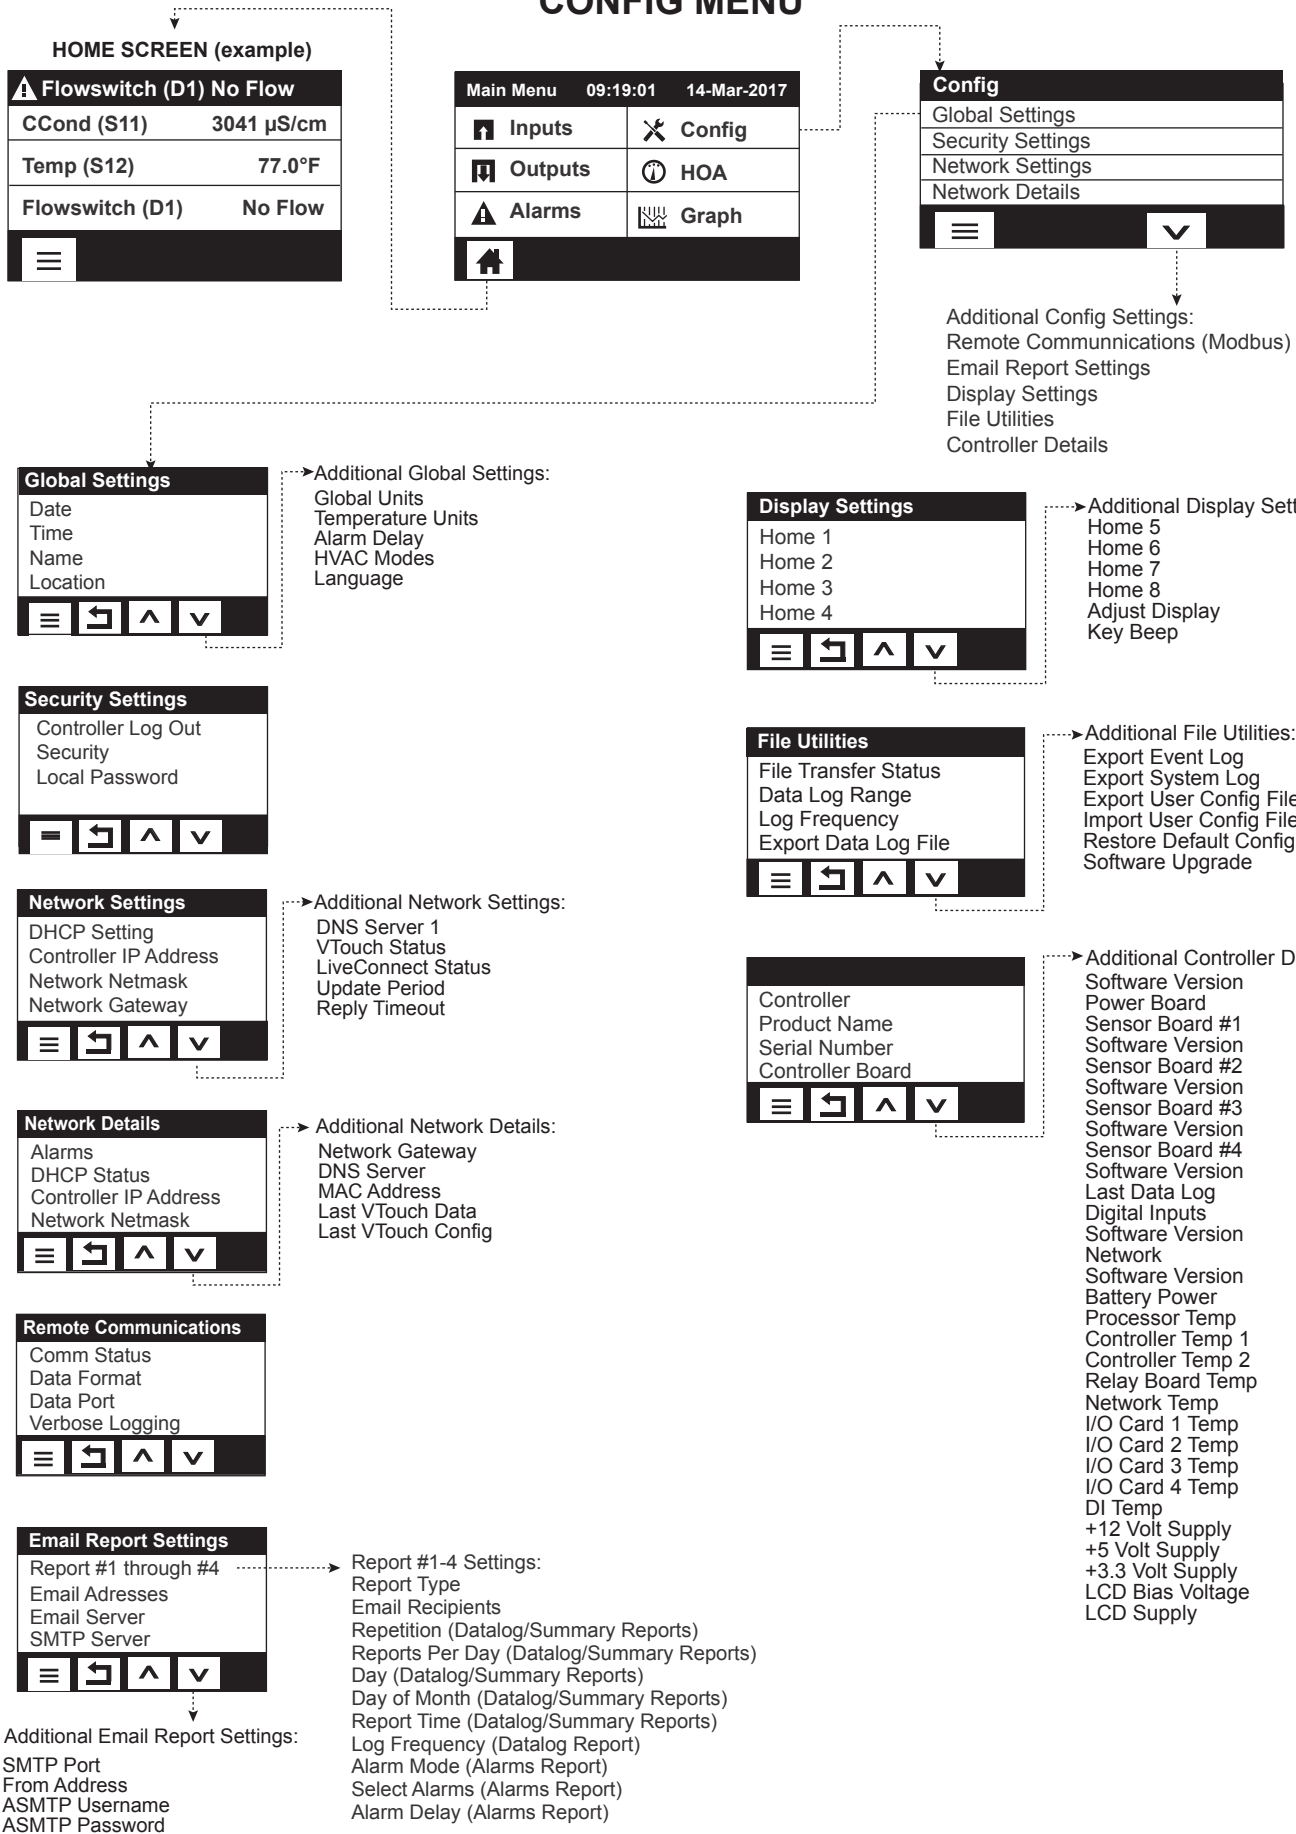 CONFIG MENU
HOME SCREEN (example)
Flowswitch (D1) No Flow
CCond (S11) 3041 µS/cm
Temp (S12) 77.0°F
Flowswitch (D1) No Flow
Main Menu 09:19:01 14-Mar-2017
Inputs Config
Outputs HOA
Alarms Graph
Config
Global Settings
Security Settings
Network Settings
Network Details
Additional Config Settings:
Remote Communnications (Modbus)
Email Report Settings
Display Settings
File Utilities
Controller Details
Global Settings
Date
Time
Name
Location
Additional Global Settings:
Global Units
Temperature Units
Alarm Delay
HVAC Modes
Language
Security Settings
Controller Log Out
Security
Local Password
Network Settings
DHCP Setting
Controller IP Address
Network Netmask
Network Gateway
Additional Network Settings:
DNS Server 1
VTouch Status
LiveConnect Status
Update Period
Reply Timeout
Network Details
Alarms
DHCP Status
Controller IP Address
Network Netmask
Additional Network Details:
Network Gateway
DNS Server
MAC Address
Last VTouch Data
Last VTouch Config
Remote Communications
Comm Status
Data Format
Data Port
Verbose Logging
Email Report Settings
Report #1 through #4
Email Adresses
Email Server
SMTP Server
Additional Email Report Settings:
SMTP Port
From Address
ASMTP Username
ASMTP Password
Report #1-4 Settings:
Report Type
Email Recipients
Repetition (Datalog/Summary Reports)
Reports Per Day (Datalog/Summary Reports)
Day (Datalog/Summary Reports)
Day of Month (Datalog/Summary Reports)
Report Time (Datalog/Summary Reports)
Log Frequency (Datalog Report)
Alarm Mode (Alarms Report)
Select Alarms (Alarms Report)
Alarm Delay (Alarms Report)
Display Settings
Home 1
Home 2
Home 3
Home 4
Additional Display Sett
Home 5
Home 6
Home 7
Home 8
Adjust Display
Key Beep
File Utilities
File Transfer Status
Data Log Range
Log Frequency
Export Data Log File
Additional File Utilities:
Export Event Log
Export System Log
Export User Config File
Import User Config File
Restore Default Config
Software Upgrade
Controller
Product Name
Serial Number
Controller Board
Additional Controller D
Software Version
Power Board
Sensor Board #1
Software Version
Sensor Board #2
Software Version
Sensor Board #3
Software Version
Sensor Board #4
Software Version
Last Data Log
Digital Inputs
Software Version
Network
Software Version
Battery Power
Processor Temp
Controller Temp 1
Controller Temp 2
Relay Board Temp
Network Temp
I/O Card 1 Temp
I/O Card 2 Temp
I/O Card 3 Temp
I/O Card 4 Temp
DI Temp
+12 Volt Supply
+5 Volt Supply
+3.3 Volt Supply
LCD Bias Voltage
LCD Supply